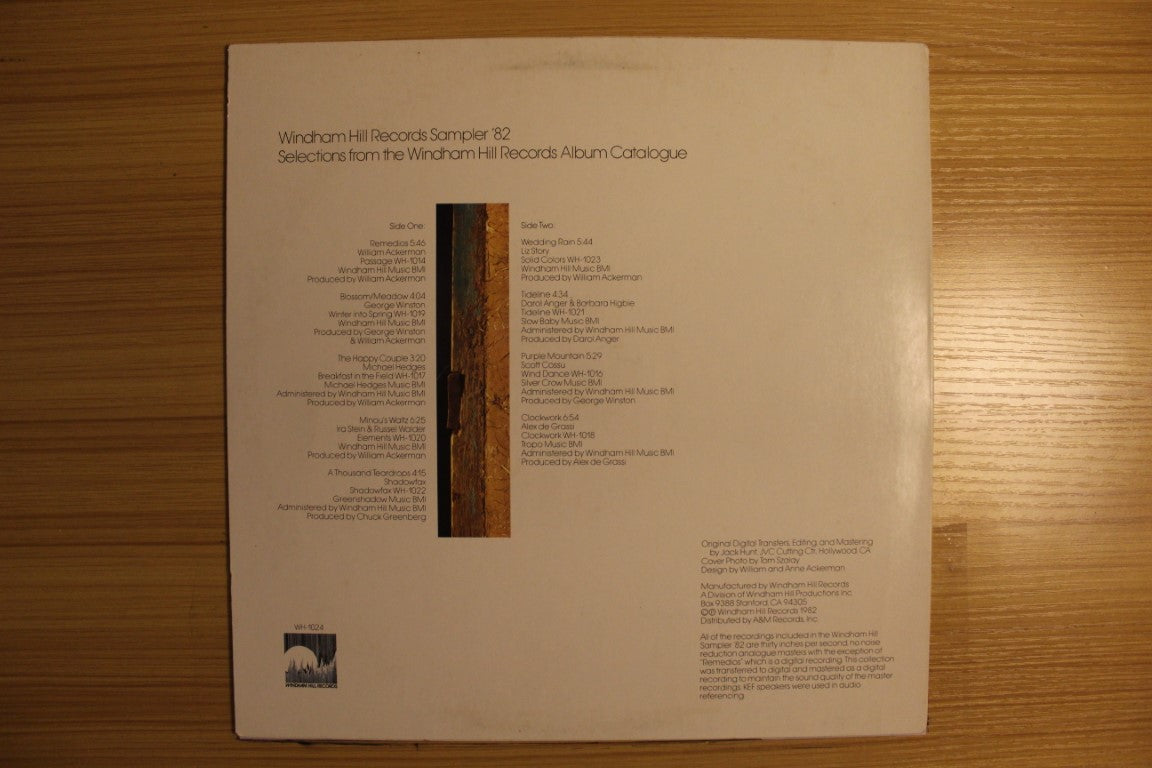 Windham Hill Records Sampler '82
Selections from the Windham Hill Records Album Catalogue
Side One:
Remedios 5:46
William Ackerman
Passage WH-1014
Windham Hill Music BMI
Produced by William Ackerman
Blossom/Meadow 4:04
George Winston
Winter into Spring WH-1019
Windham Hill Music BMI
Produced by George Winston
& William Ackerman
The Happy Couple 3:20
Michael Hedges
Breakfast in the Field WH-1017
Michael Hedges Music BMI
Administered by Windham Hill Music BMI
Produced by William Ackerman
Minou's Waltz 6:25
Ira Stein & Russel Walder
Elements WH-1020
Windham Hill Music BMI
Produced by William Ackerman
A Thousand Teardrops 4:15
Shadowfax
Shadowfax WH-1022
Greenshadow Music BMI
Administered by Windham Hill Music BMI
Produced by Chuck Greenberg
Side Two:
Wedding Rain 5:44
Liz Story
Solid Colors WH-1023
Windham Hill Music BMI
Produced by William Ackerman
Tideline 4:34
Darol Anger & Barbara Higbie
Tideline WH-1021
Slow Baby Music BMI
Administered by Windham Hill Music BMI
Produced by Darol Anger
Purple Mountain 5:29
Scott Cossu
Wind Dance WH-1016
Silver Crow Music BMI
Administered by Windham Hill Music BMI
Produced by George Winston
Clockwork 6:54
Alex de Grassi
Clockwork WH-1018
Tropo Music BMI
Administered by Windham Hill Music BMI
Produced by Alex de Grassi
Original Digital Transfers, Editing, and Mastering
by Jack Hunt, JVC Cutting Ctr, Hollywood, CA
Cover Photo by Tom Szalay
Design by William and Anne Ackerman
Manufactured by Windham Hill Records
A Division of Windham Hill Productions Inc
Box 9388 Stanford, CA 94305
©℗ Windham Hill Records 1982
Distributed by A&M Records, Inc.
All of the recordings included in the Windham Hill
Sampler '82 are thirty inches per second, no noise
reduction analogue masters with the exception of
"Remedios" which is a digital recording. This collection
was transferred to digital and mastered as a digital
recording to maintain the sound quality of the master
recordings. KEF speakers were used in audio
referencing.
WH-1024
WINDHAM HILL RECORDS